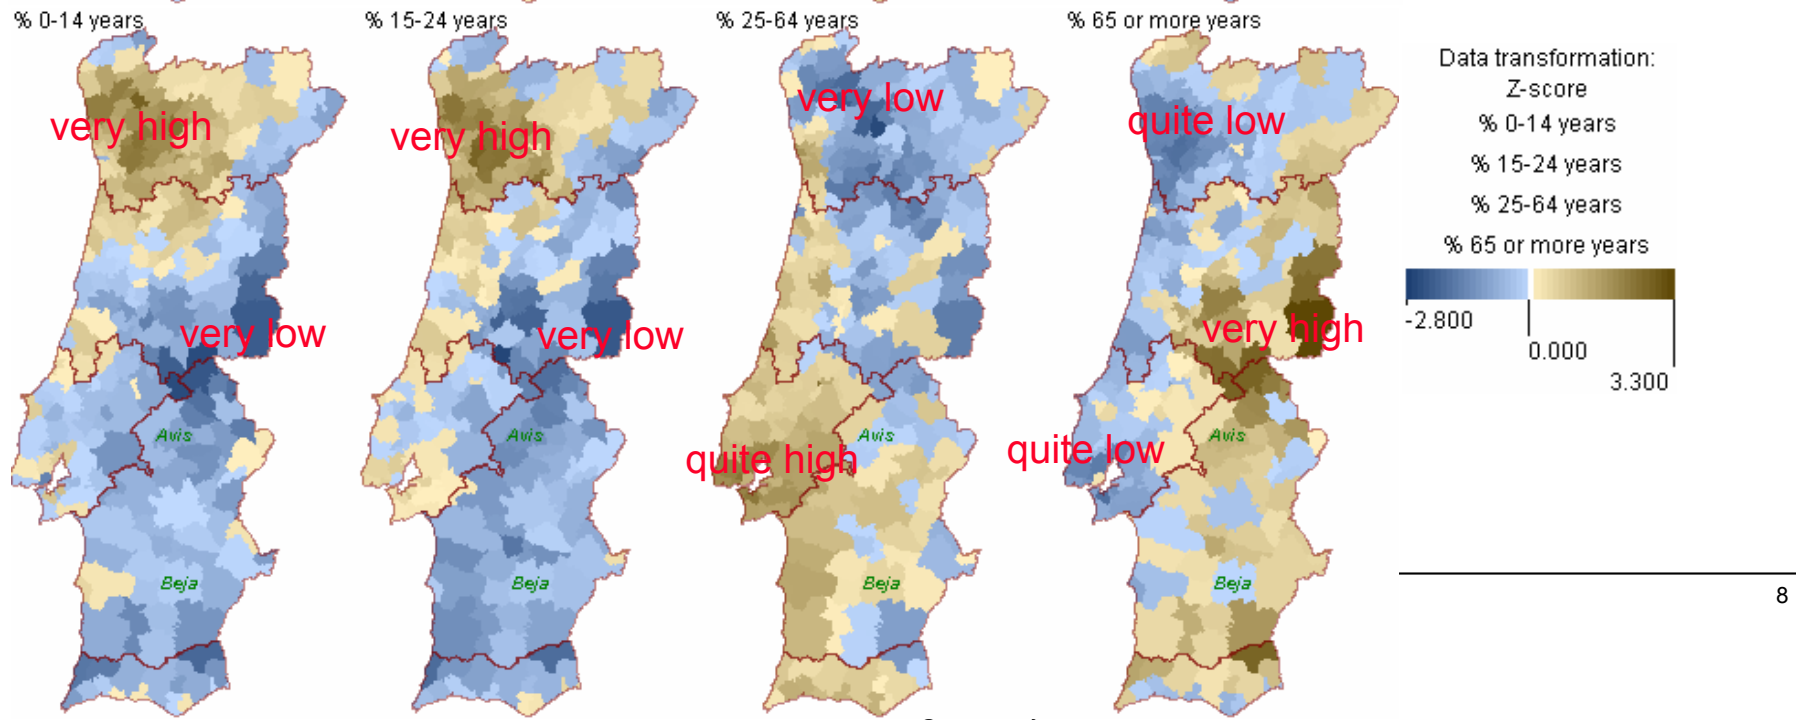 % 0-14 years
% 15-24 years
% 25-64 years
% 65 or more years
very high
very high
very low
quite low
very low
very low
very high
quite high
quite low
Avis
Avis
Avis
Beja
Beja
Beja
Data transformation:
Z-score
% 0-14 years
% 15-24 years
% 25-64 years
% 65 or more years
-2.800
0.000
3.300
8